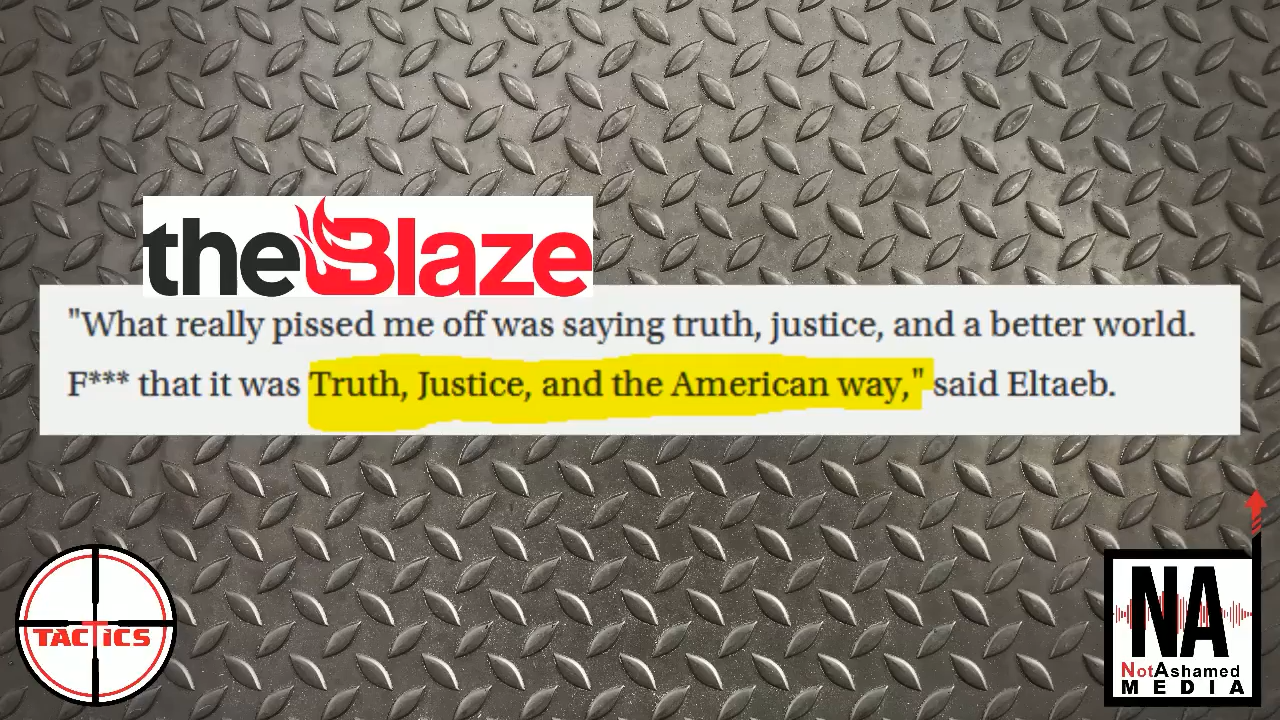 theBlaze
"What really pissed me off was saying truth, justice, and a better world.
F*** that it was Truth, Justice, and the American way," said Eltaeb.
TACTICS
NA
NotAshamed
MEDIA